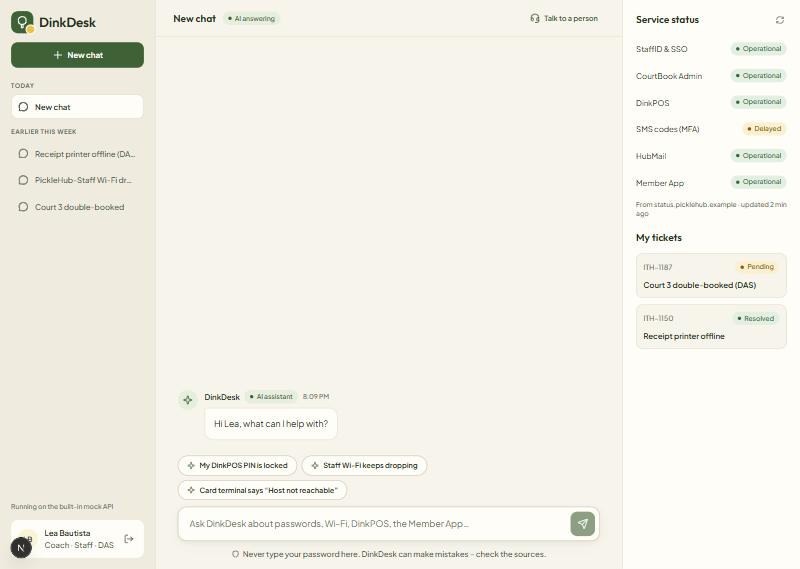 DinkDesk
New chat
TODAY
New chat
EARLIER THIS WEEK
Receipt printer offline (DA...
PickleHub-Staff Wi-Fi dr...
Court 3 double-booked
Running on the built-in mock API
Lea Bautista
Coach · Staff · DAS
N
New chat
AI answering
Talk to a person
DinkDesk
AI assistant
8:09 PM
Hi Lea, what can I help with?
My DinkPOS PIN is locked
Staff Wi-Fi keeps dropping
Card terminal says "Host not reachable"
Ask DinkDesk about passwords, Wi-Fi, DinkPOS, the Member App...
Never type your password here. DinkDesk can make mistakes – check the sources.
Service status
StaffID & SSO Operational
CourtBook Admin Operational
DinkPOS Operational
SMS codes (MFA) Delayed
HubMail Operational
Member App Operational
From status.picklehub.example · updated 2 min
ago
My tickets
ITH-1187 Pending
Court 3 double-booked (DAS)
ITH-1150 Resolved
Receipt printer offline